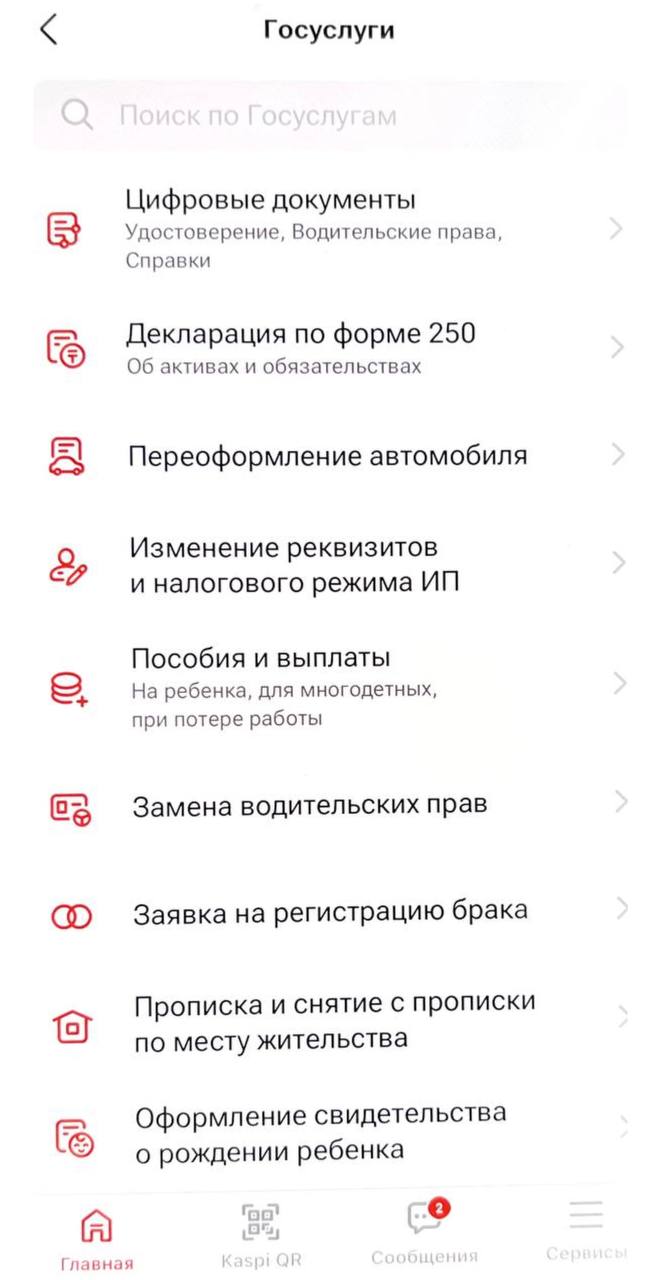 Госуслуги
Поиск по Госуслугам
Цифровые документы
Удостоверение, Водительские права,
Справки
Декларация по форме 250
Об активах и обязательствах
Переоформление автомобиля
Изменение реквизитов
и налогового режима ИП
Пособия и выплаты
На ребенка, для многодетных,
при потере работы
Замена водительских прав
Заявка на регистрацию брака
Прописка и снятие с прописки
по месту жительства
Оформление свидетельства
о рождении ребенка
2
Главная
Kaspi QR
Сообщения
Сервисы